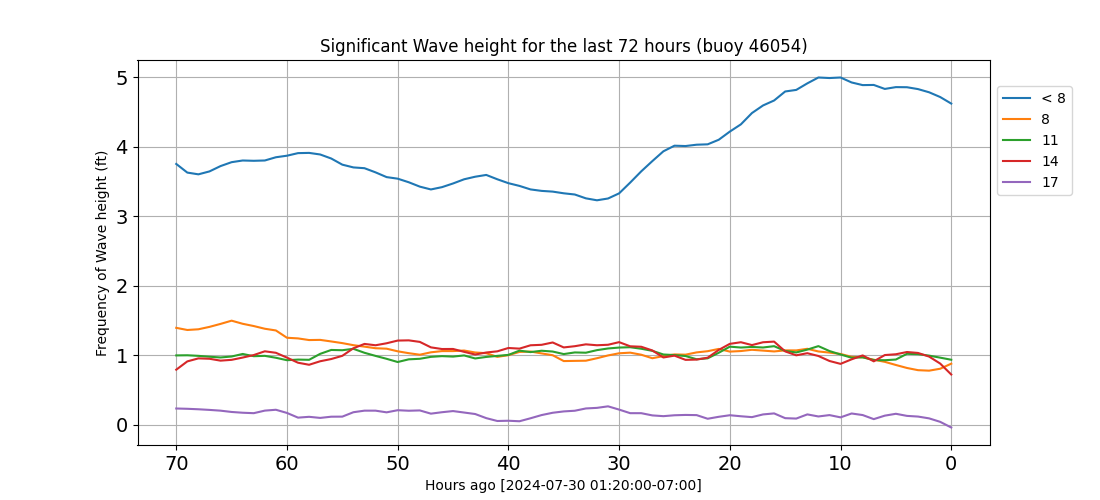 Significant Wave height for the last 72 hours (buoy 46054)
Frequency of Wave height (ft)
5
4
3
2
1
0
70 60 50 40 30 20 10 0
Hours ago [2024-07-30 01:20:00-07:00]
< 8
8
11
14
17